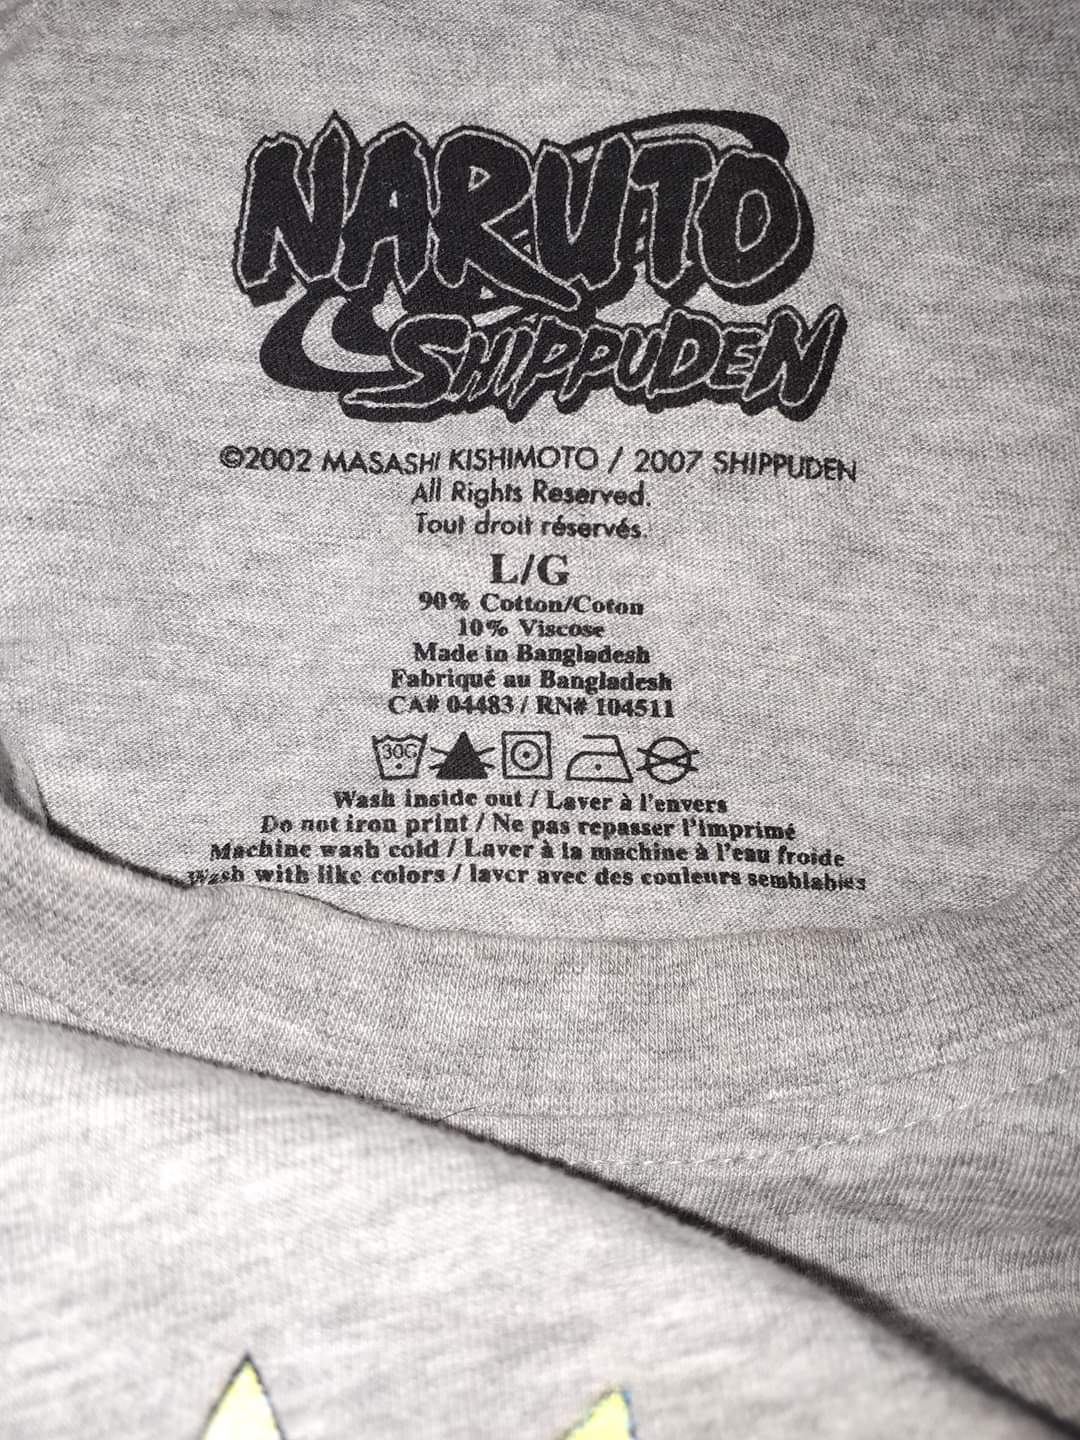 NARUTO
SHIPPUDEN
©2002 MASASHI KISHIMOTO / 2007 SHIPPUDEN
All Rights Reserved.
Tout droit réservés.
L/G
90% Cotton/Coton
10% Viscose
Made in Bangladesh
Fabriqué au Bangladesh
CA# 04483 / RN# 104511
30C
Wash inside out / Laver à l'envers
Do not iron print / Ne pas repasser l'imprimé
Machine wash cold / Laver à la machine à l'eau froide
Wash with like colors / laver avec des couleurs semblables